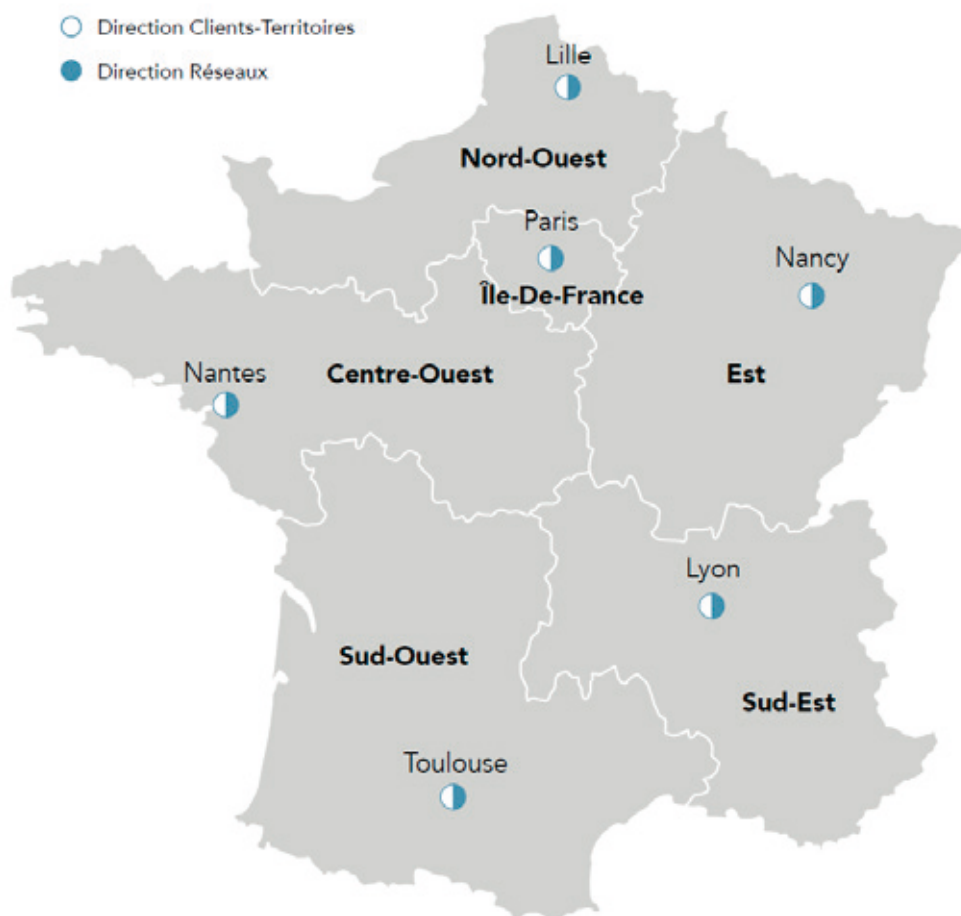 Direction Clients-Territoires
Direction Réseaux
Lille
Nord-Ouest
Paris
Île-De-France
Nancy
Nantes
Centre-Ouest
Est
Lyon
Sud-Ouest
Sud-Est
Toulouse